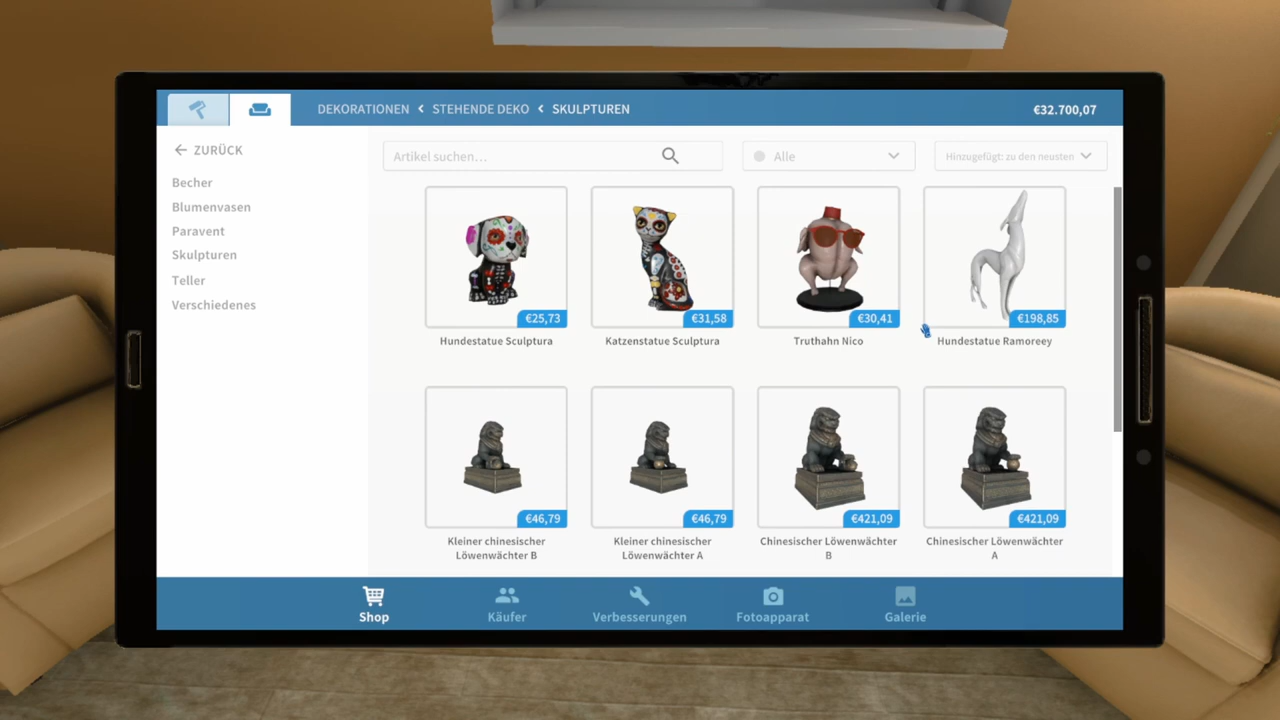 DEKORATIONEN < STEHENDE DEKO < SKULPTUREN
€32.700,07
ZURÜCK
Becher
Blumenvasen
Paravent
Skulpturen
Teller
Verschiedenes
Artikel suchen...
Alle
Hinzugefügt: zu den neusten
€25,73
€31,58
€30,41
€198,85
Hundestatue Sculptura
Katzenstatue Sculptura
Truthahn Nico
Hundestatue Ramoreey
€46,79
€46,79
€421,09
€421,09
Kleiner chinesischer
Löwenwächter B
Kleiner chinesischer
Löwenwächter A
Chinesischer Löwenwächter
B
Chinesischer Löwenwächter
A
Shop
Käufer
Verbesserungen
Fotoapparat
Galerie